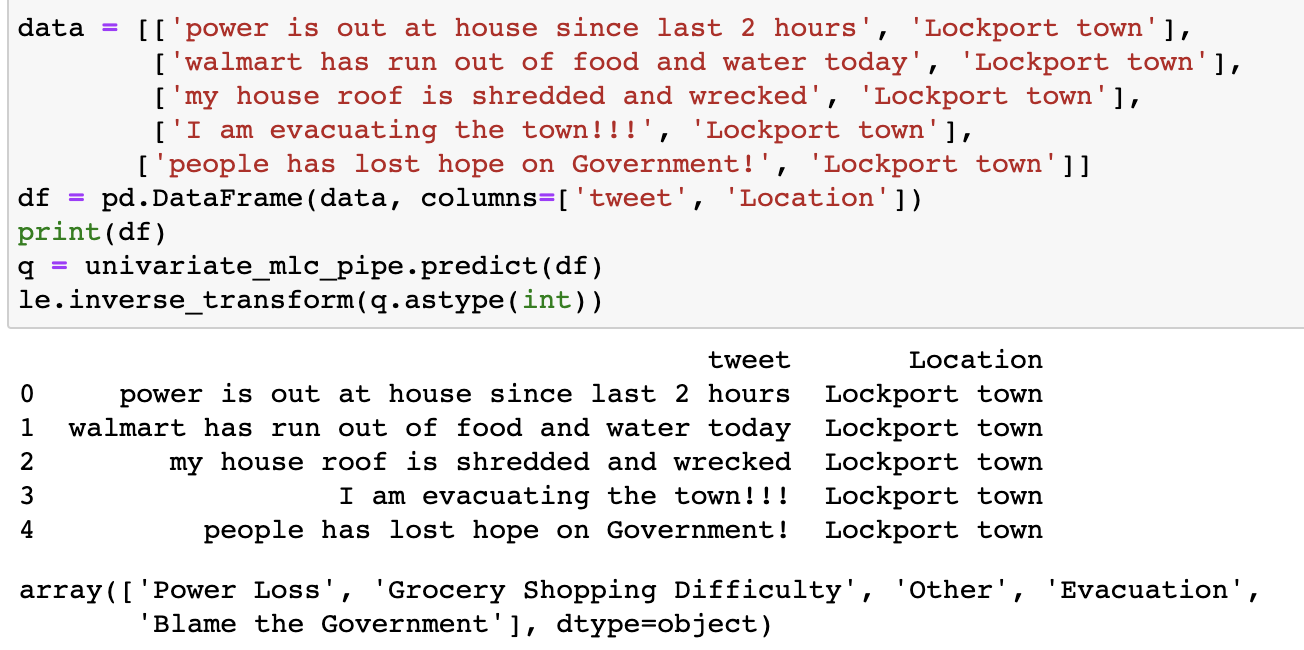 data = [['power is out at house since last 2 hours', 'Lockport town'],
        ['walmart has run out of food and water today', 'Lockport town'],
        ['my house roof is shredded and wrecked', 'Lockport town'],
        ['I am evacuating the town!!!', 'Lockport town'],
       ['people has lost hope on Government!', 'Lockport town']]
df = pd.DataFrame(data, columns=['tweet', 'Location'])
print(df)
q = univariate_mlc_pipe.predict(df)
le.inverse_transform(q.astype(int))
                                         tweet       Location
0      power is out at house since last 2 hours  Lockport town
1   walmart has run out of food and water today  Lockport town
2         my house roof is shredded and wrecked  Lockport town
3                   I am evacuating the town!!!  Lockport town
4           people has lost hope on Government!  Lockport town
array(['Power Loss', 'Grocery Shopping Difficulty', 'Other', 'Evacuation',
       'Blame the Government'], dtype=object)